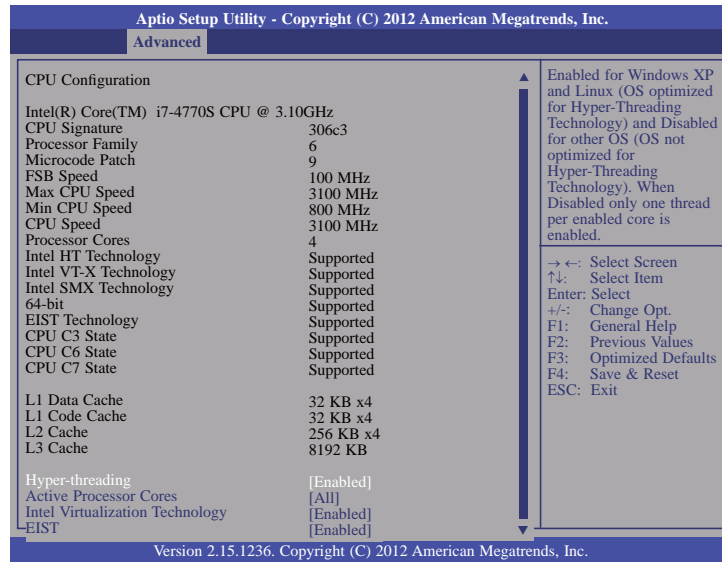 Aptio Setup Utility - Copyright (C) 2012 American Megatrends, Inc.
Advanced
CPU Configuration
Intel(R) Core(TM) i7-4770S CPU @ 3.10GHz
CPU Signature 306c3
Processor Family 6
Microcode Patch 9
FSB Speed 100 MHz
Max CPU Speed 3100 MHz
Min CPU Speed 800 MHz
CPU Speed 3100 MHz
Processor Cores 4
Intel HT Technology Supported
Intel VT-X Technology Supported
Intel SMX Technology Supported
64-bit Supported
EIST Technology Supported
CPU C3 State Supported
CPU C6 State Supported
CPU C7 State Supported
L1 Data Cache 32 KB x4
L1 Code Cache 32 KB x4
L2 Cache 256 KB x4
L3 Cache 8192 KB
Hyper-threading [Enabled]
Active Processor Cores [All]
Intel Virtualization Technology [Enabled]
EIST [Enabled]
Enabled for Windows XP
and Linux (OS optimized
for Hyper-Threading
Technology) and Disabled
for other OS (OS not
optimized for
Hyper-Threading
Technology). When
Disabled only one thread
per enabled core is
enabled.
→←: Select Screen
↑↓: Select Item
Enter: Select
+/-: Change Opt.
F1: General Help
F2: Previous Values
F3: Optimized Defaults
F4: Save & Reset
ESC: Exit
Version 2.15.1236. Copyright (C) 2012 American Megatrends, Inc.